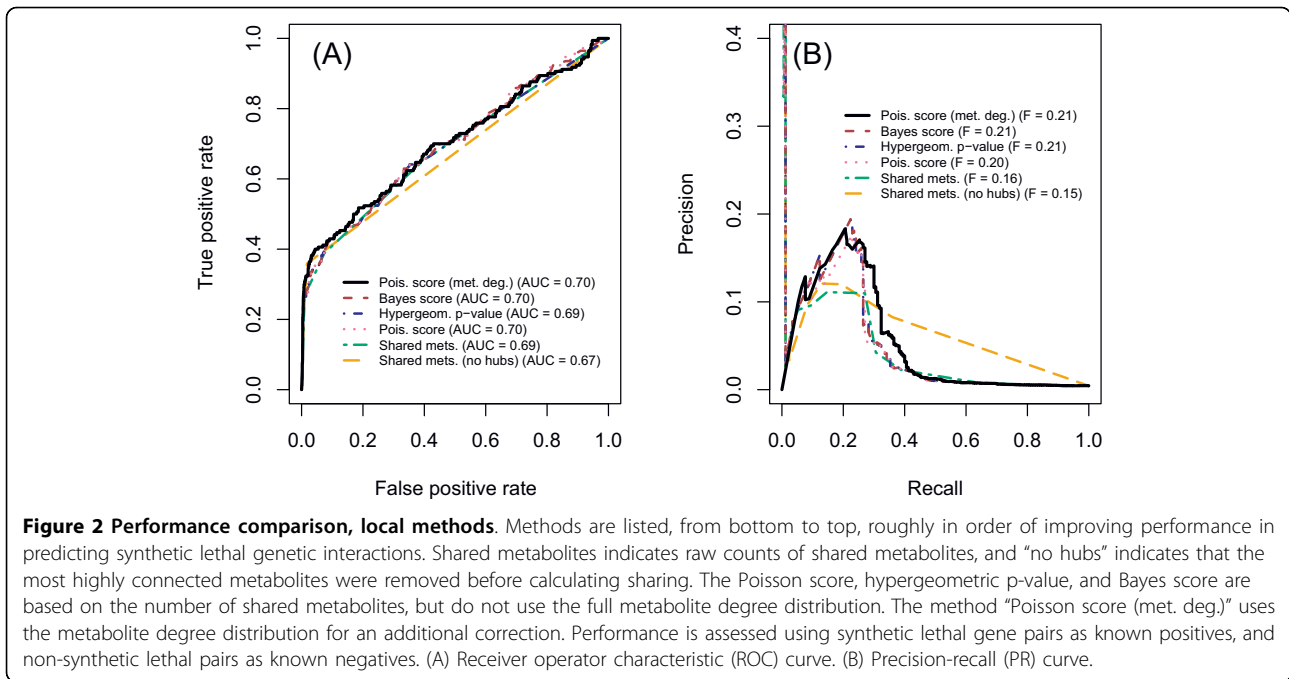 (A)
True positive rate
1.0
0.8
0.6
0.4
0.2
0.0
Pois. score (met. deg.) (AUC = 0.70)
Bayes score (AUC = 0.70)
Hypergeom. p−value (AUC = 0.69)
Pois. score (AUC = 0.70)
Shared mets. (AUC = 0.69)
Shared mets. (no hubs) (AUC = 0.67)
0.0 0.2 0.4 0.6 0.8 1.0
False positive rate
(B)
Precision
0.4
0.3
0.2
0.1
0.0
Pois. score (met. deg.) (F = 0.21)
Bayes score (F = 0.21)
Hypergeom. p−value (F = 0.21)
Pois. score (F = 0.20)
Shared mets. (F = 0.16)
Shared mets. (no hubs) (F = 0.15)
0.0 0.2 0.4 0.6 0.8 1.0
Recall
Figure 2 Performance comparison, local methods. Methods are listed, from bottom to top, roughly in order of improving performance in
predicting synthetic lethal genetic interactions. Shared metabolites indicates raw counts of shared metabolites, and “no hubs” indicates that the
most highly connected metabolites were removed before calculating sharing. The Poisson score, hypergeometric p-value, and Bayes score are
based on the number of shared metabolites, but do not use the full metabolite degree distribution. The method “Poisson score (met. deg.)” uses
the metabolite degree distribution for an additional correction. Performance is assessed using synthetic lethal gene pairs as known positives, and
non-synthetic lethal pairs as known negatives. (A) Receiver operator characteristic (ROC) curve. (B) Precision-recall (PR) curve.